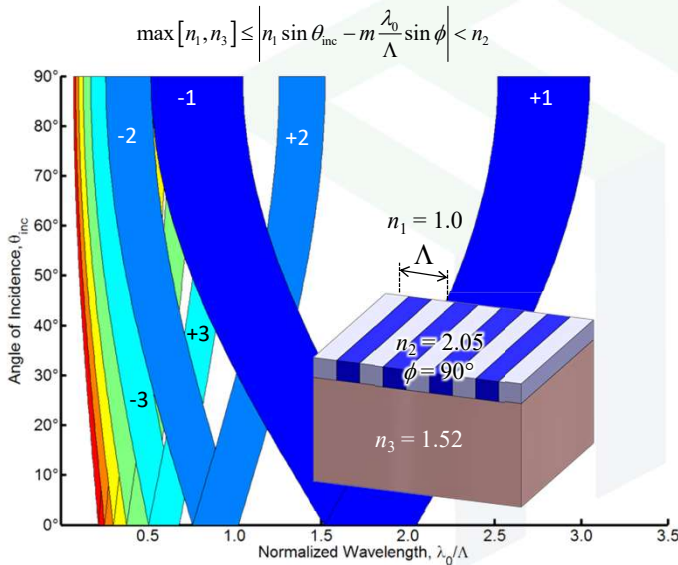 max [n₁, n₃] ≤ |n₁ sin θinc − m λ₀/Λ sin ϕ| < n₂
90°
80°
70°
60°
50°
40°
30°
20°
10°
0°
Angle of Incidence, θinc
-1
-2
+2
+1
+3
-3
n₁ = 1.0
Λ
n₂ = 2.05
ϕ = 90°
n₃ = 1.52
0.5
1.0
1.5
2.0
2.5
3.0
3.5
Normalized Wavelength, λ₀/Λ